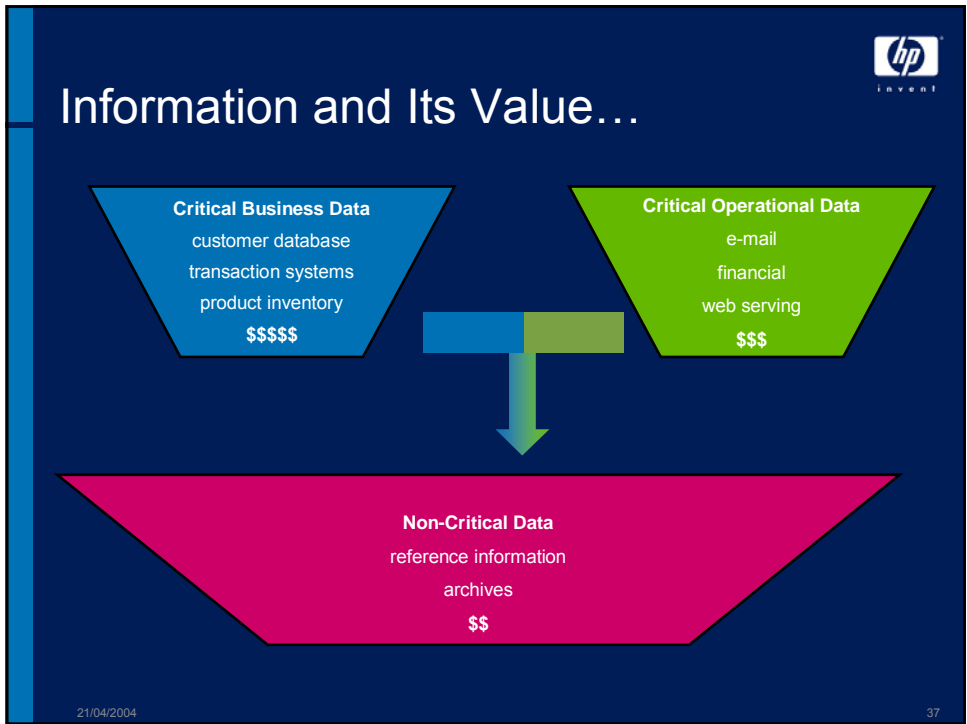 hp
invent
Information and Its Value…
Critical Business Data
customer database
transaction systems
product inventory
$$$$$
Critical Operational Data
e-mail
financial
web serving
$$$
Non-Critical Data
reference information
archives
$$
21/04/2004
37